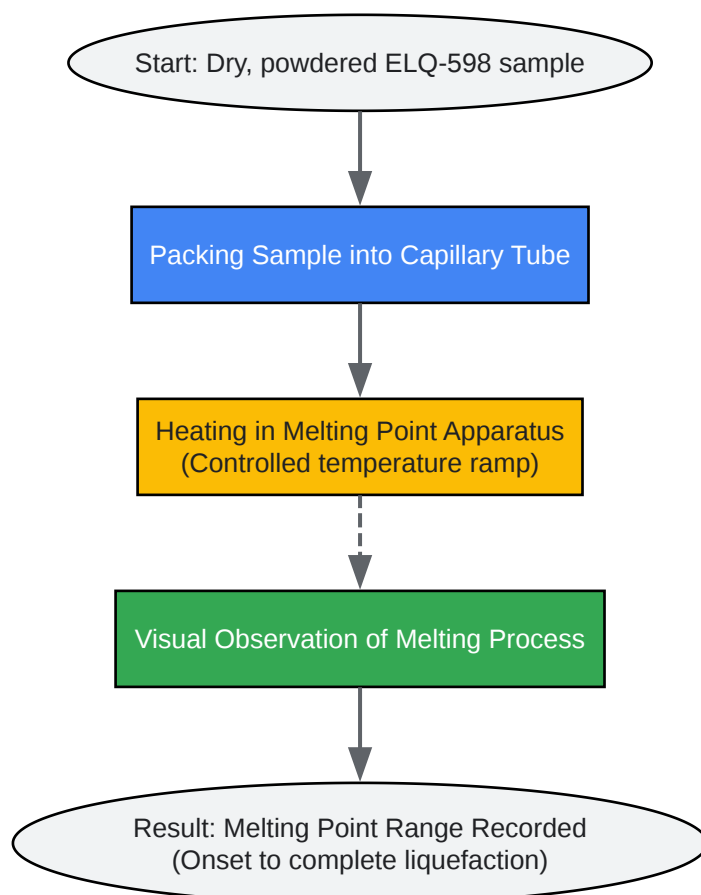 Start: Dry, powdered ELQ-598 sample
Packing Sample into Capillary Tube
Heating in Melting Point Apparatus
(Controlled temperature ramp)
Visual Observation of Melting Process
Result: Melting Point Range Recorded
(Onset to complete liquefaction)